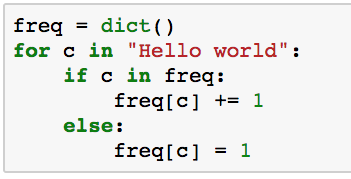 freq = dict()
for c in "Hello world":
    if c in freq:
        freq[c] += 1
    else:
        freq[c] = 1